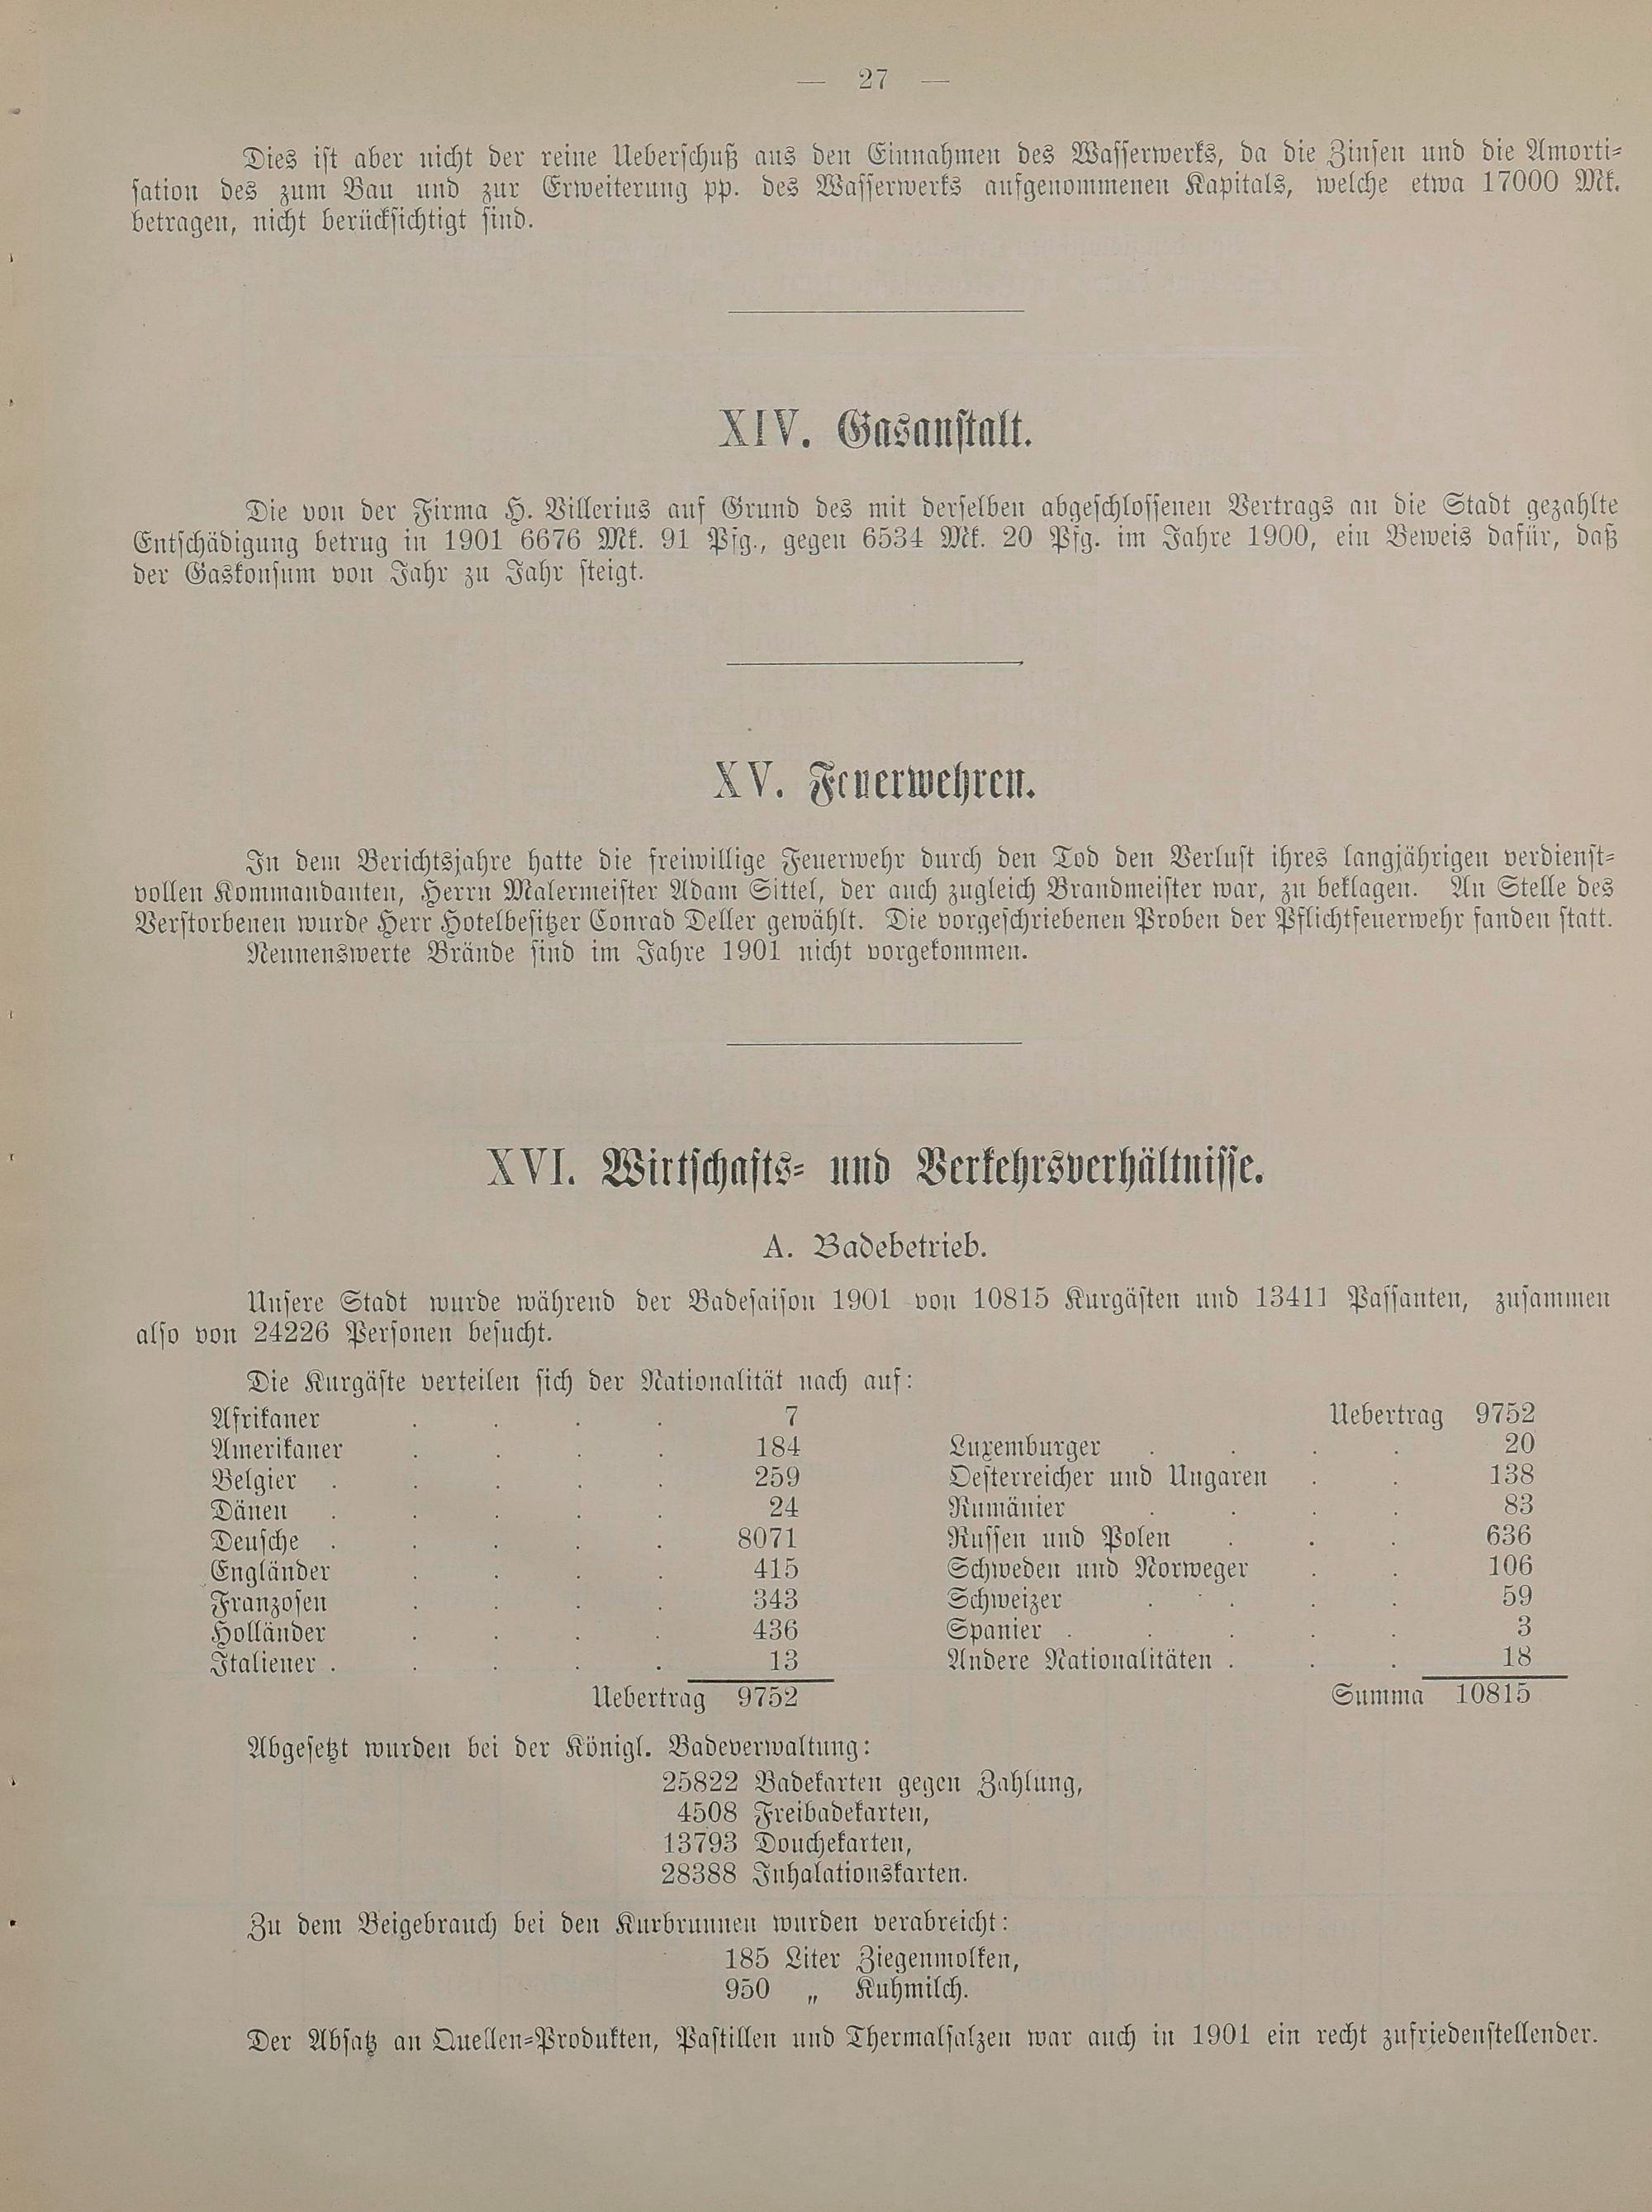 — 27 —
Dies ist aber nicht der reine Ueberschuß aus den Einnahmen des Wasserwerks, da die Zinsen und die Amorti-
sation des zum Bau und zur Erweiterung pp. des Wasserwerks aufgenommenen Kapitals, welche etwa 17000 Mk.
betragen, nicht berücksichtigt sind.
XIV. Gasanstalt.
Die von der Firma H. Villerius auf Grund des mit derselben abgeschlossenen Vertrags an die Stadt gezahlte
Entschädigung betrug in 1901 6676 Mk. 91 Pfg., gegen 6534 Mk. 20 Pfg. im Jahre 1900, ein Beweis dafür, daß
der Gaskonsum von Jahr zu Jahr steigt.
XV. Feuerwehren.
In dem Berichtsjahre hatte die freiwillige Feuerwehr durch den Tod den Verlust ihres langjährigen verdienst-
vollen Kommandanten, Herrn Malermeister Adam Sittel, der auch zugleich Brandmeister war, zu beklagen. An Stelle des
Verstorbenen wurde Herr Hotelbesitzer Conrad Deller gewählt. Die vorgeschriebenen Proben der Pflichtfeuerwehr fanden statt.
Nennenswerte Brände sind im Jahre 1901 nicht vorgekommen.
XVI. Wirtschafts- und Verkehrsverhältnisse.
A. Badebetrieb.
Unsere Stadt wurde während der Badesaison 1901 von 10815 Kurgästen und 13411 Passanten, zusammen
also von 24226 Personen besucht.
Die Kurgäste verteilen sich der Nationalität nach auf:
Afrikaner . . . . 7
Amerikaner . . . . 184
Belgier . . . . . 259
Dänen . . . . . 24
Deusche . . . . . 8071
Engländer . . . . 415
Franzosen . . . . 343
Holländer . . . . 436
Italiener . . . . . 13
Uebertrag 9752
Uebertrag 9752
Luxemburger . . . . 20
Oesterreicher und Ungaren . . 138
Rumänier . . . . 83
Russen und Polen . . . 636
Schweden und Norweger . . 106
Schweizer . . . . 59
Spanier . . . . . 3
Andere Nationalitäten . . . 18
Summa 10815
Abgesetzt wurden bei der Königl. Badeverwaltung:
25822 Badekarten gegen Zahlung,
4508 Freibadekarten,
13793 Douchekarten,
28388 Inhalationskarten.
Zu dem Beigebrauch bei den Kurbrunnen wurden verabreicht:
185 Liter Ziegenmolken,
950 „ Kuhmilch.
Der Absatz an Quellen-Produkten, Pastillen und Thermalsalzen war auch in 1901 ein recht zufriedenstellender.